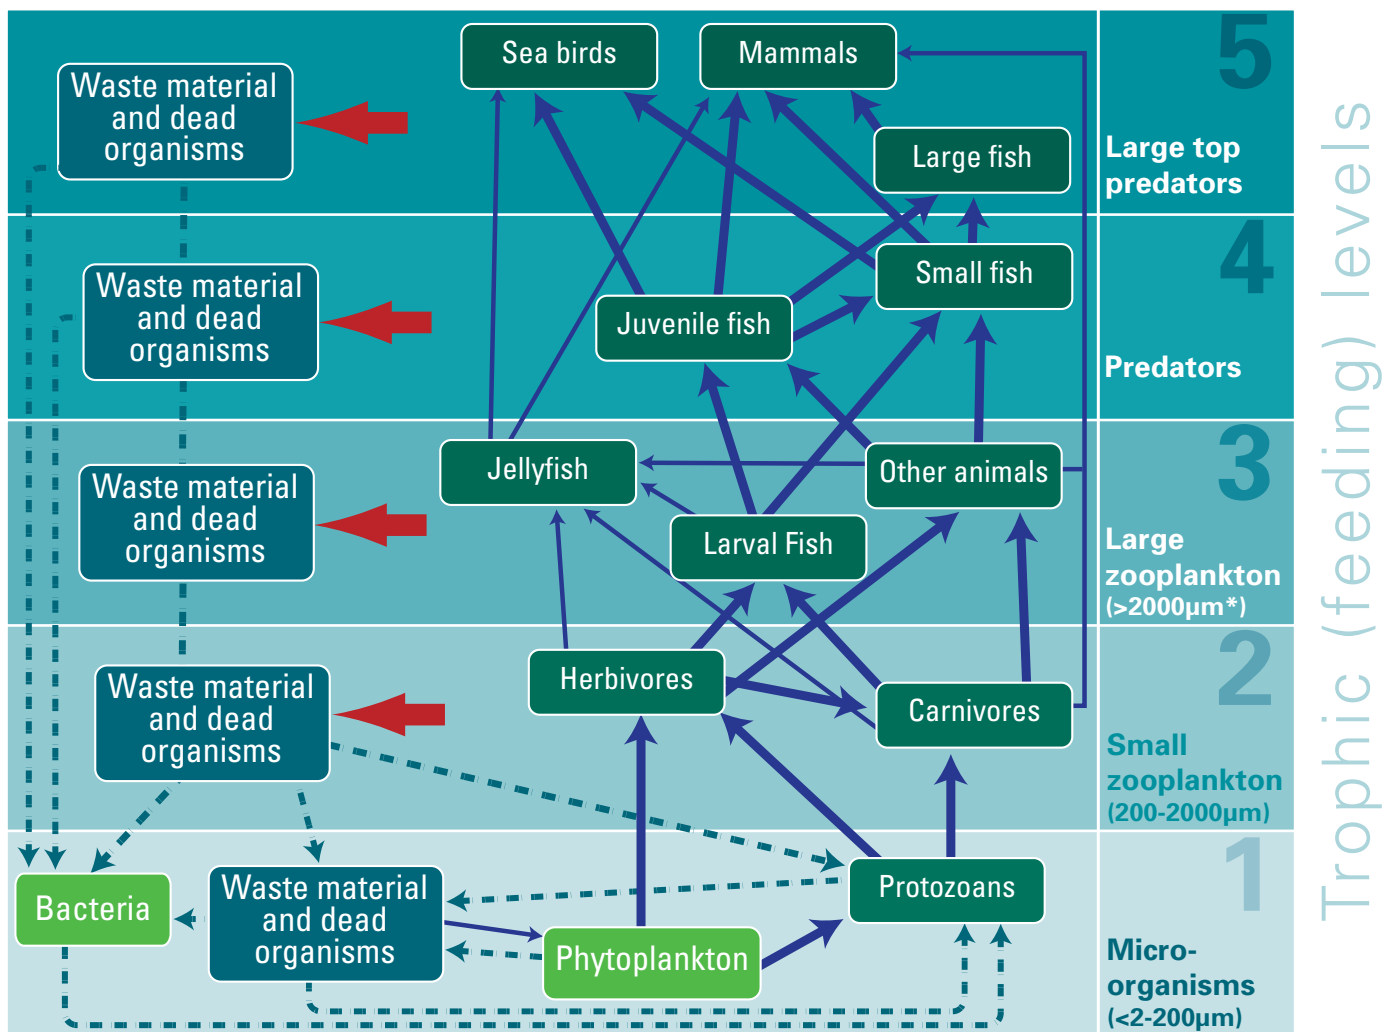 Sea birds
Mammals
5
Waste material
and dead
organisms
Large fish
Large top
predators
4
Waste material
and dead
organisms
Small fish
Juvenile fish
Predators
3
Jellyfish
Other animals
Waste material
and dead
organisms
Larval Fish
Large
zooplankton
(>2000µm*)
2
Herbivores
Waste material
and dead
organisms
Carnivores
Small
zooplankton
(200-2000µm)
1
Bacteria
Waste material
and dead
organisms
Protozoans
Phytoplankton
Micro-
organisms
(<2-200µm)
Trophic (feeding) levels